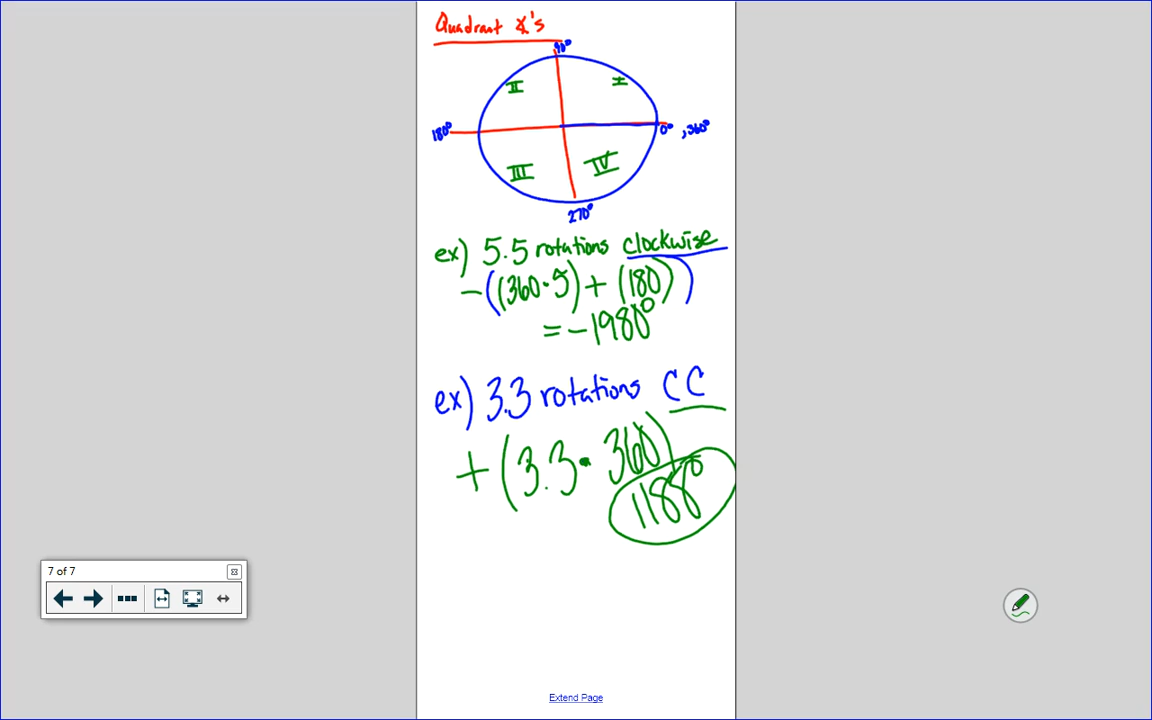 Quadrant ∡'s
90°
II
I
180°
0°, 360°
III
IV
270°
ex) 5.5 rotations clockwise
-((360·5)+(180))
=-1980°
ex) 3.3 rotations CC
+(3.3·360)
1188°
7 of 7
Extend Page